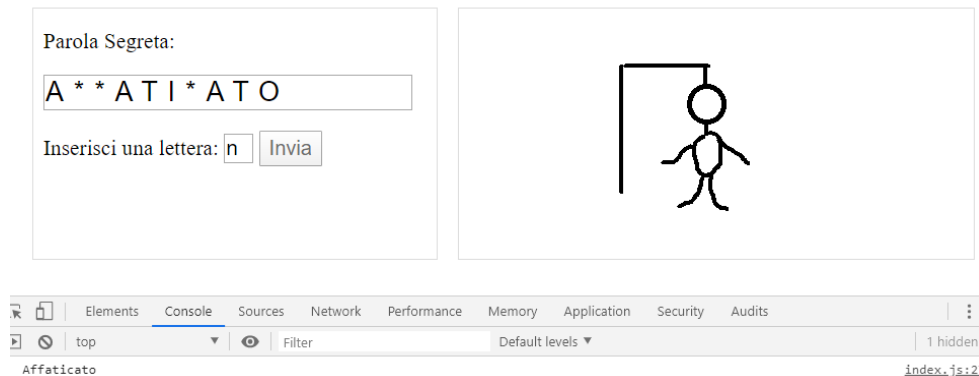 Parola Segreta:
A * * A T I * A T O
Inserisci una lettera: n Invia
Elements Console Sources Network Performance Memory Application Security Audits
top Filter Default levels ▼ 1 hidden
Affaticato index.js:2